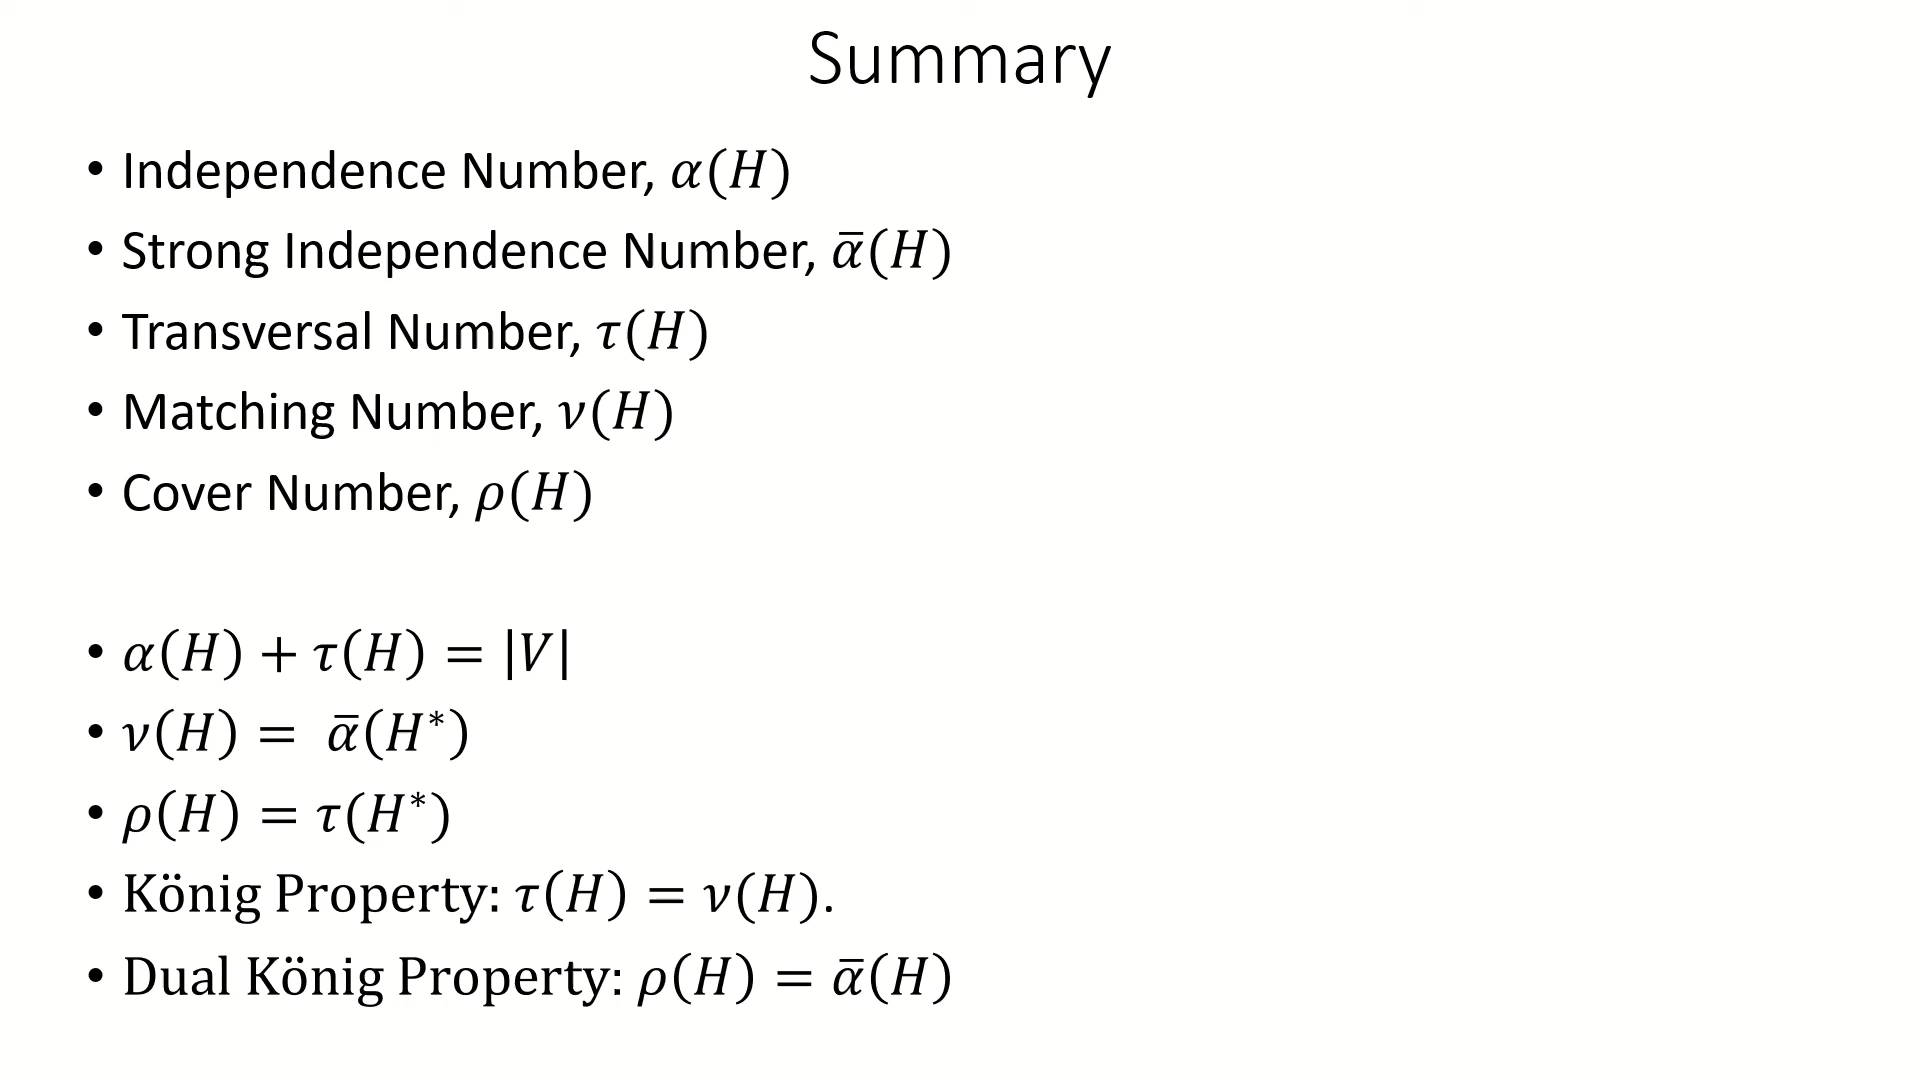 Summary
• Independence Number, 𝛼(𝐻)
• Strong Independence Number, 𝛼̅(𝐻)
• Transversal Number, 𝜏(𝐻)
• Matching Number, 𝜈(𝐻)
• Cover Number, 𝜌(𝐻)
• 𝛼(𝐻) + 𝜏(𝐻) = |𝑉|
• 𝜈(𝐻) = 𝛼̅(𝐻*)
• 𝜌(𝐻) = 𝜏(𝐻*)
• König Property: 𝜏(𝐻) = 𝜈(𝐻).
• Dual König Property: 𝜌(𝐻) = 𝛼̅(𝐻)